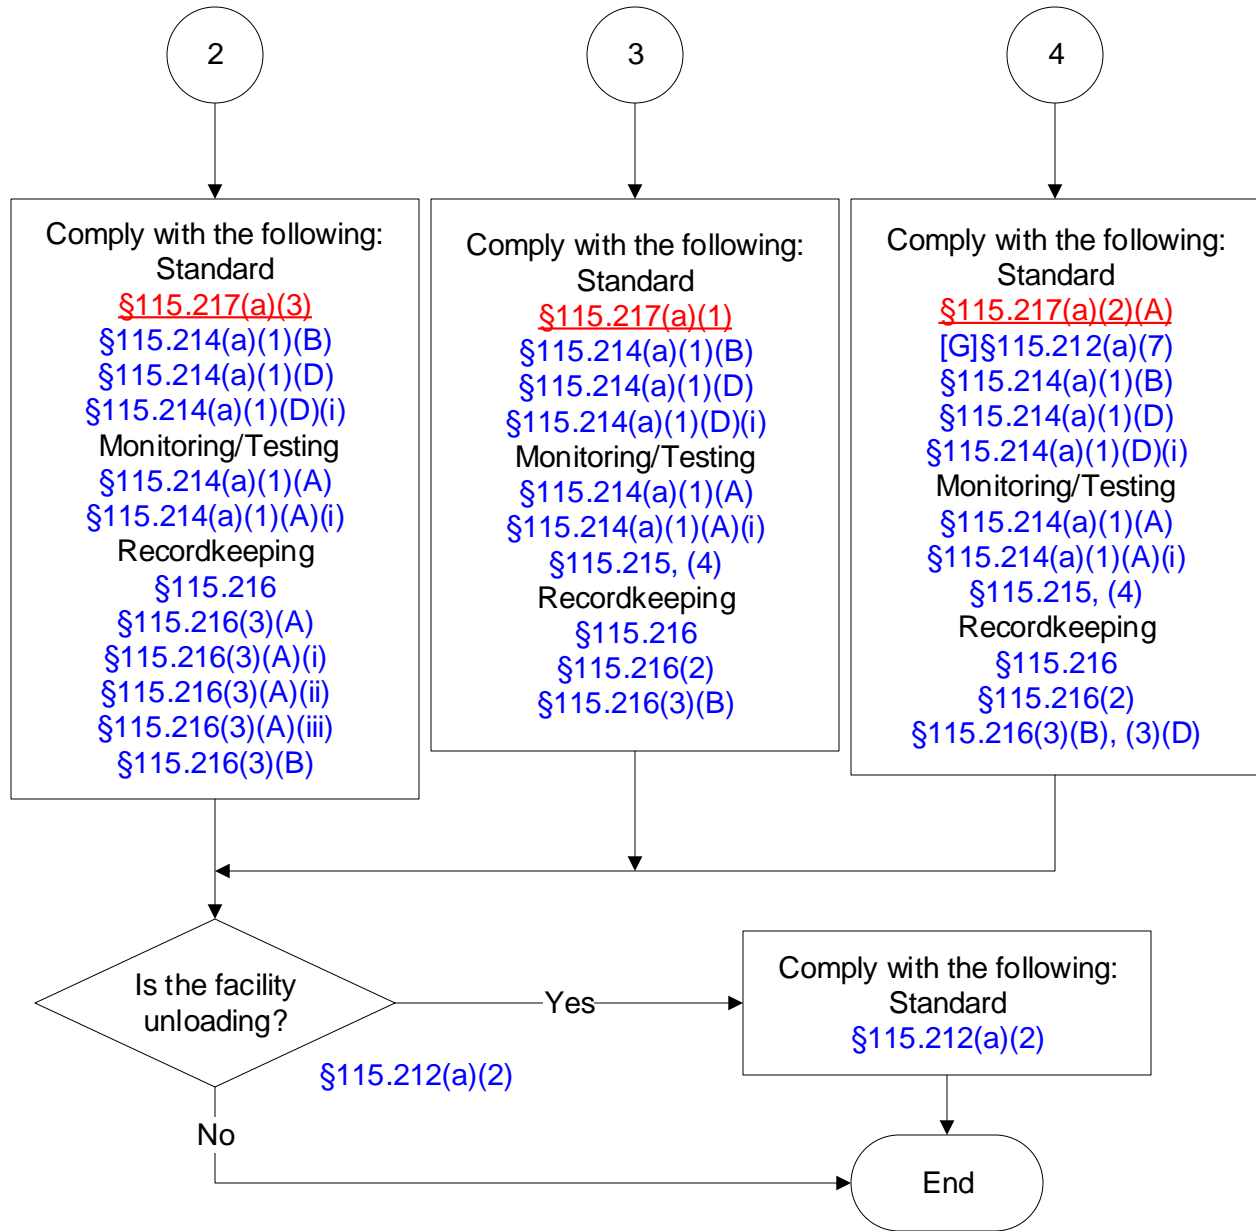 2
3
4
Comply with the following:
Standard
§115.217(a)(3)
§115.214(a)(1)(B)
§115.214(a)(1)(D)
§115.214(a)(1)(D)(i)
Monitoring/Testing
§115.214(a)(1)(A)
§115.214(a)(1)(A)(i)
Recordkeeping
§115.216
§115.216(3)(A)
§115.216(3)(A)(i)
§115.216(3)(A)(ii)
§115.216(3)(A)(iii)
§115.216(3)(B)
Comply with the following:
Standard
§115.217(a)(1)
§115.214(a)(1)(B)
§115.214(a)(1)(D)
§115.214(a)(1)(D)(i)
Monitoring/Testing
§115.214(a)(1)(A)
§115.214(a)(1)(A)(i)
§115.215, (4)
Recordkeeping
§115.216
§115.216(2)
§115.216(3)(B)
Comply with the following:
Standard
§115.217(a)(2)(A)
[G]§115.212(a)(7)
§115.214(a)(1)(B)
§115.214(a)(1)(D)
§115.214(a)(1)(D)(i)
Monitoring/Testing
§115.214(a)(1)(A)
§115.214(a)(1)(A)(i)
§115.215, (4)
Recordkeeping
§115.216
§115.216(2)
§115.216(3)(B), (3)(D)
Is the facility
unloading?
Yes
§115.212(a)(2)
No
Comply with the following:
Standard
§115.212(a)(2)
End